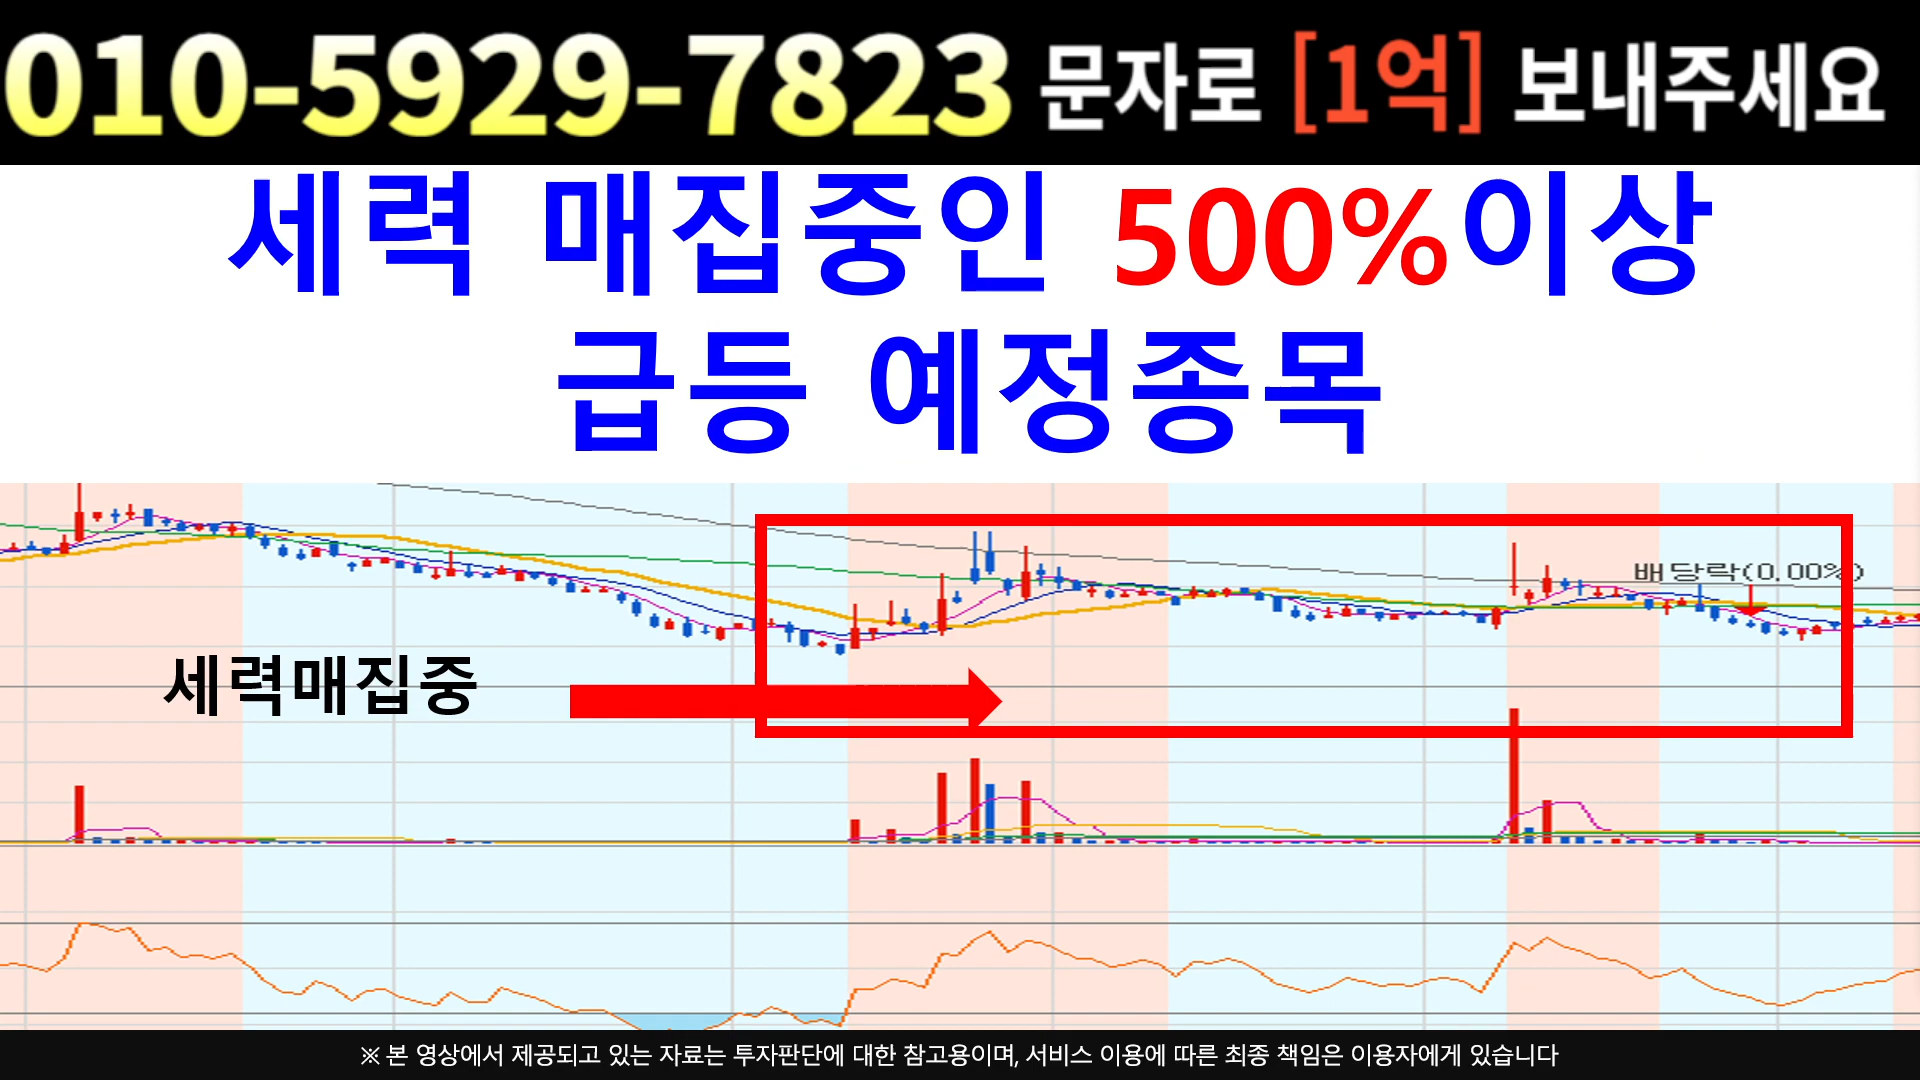 010-5929-7823 문자로 [1억] 보내주세요
세력 매집중인 500%이상
급등 예정종목
배당락(0.00%)
세력매집중
※ 본 영상에서 제공되고 있는 자료는 투자판단에 대한 참고용이며, 서비스 이용에 따른 최종 책임은 이용자에게 있습니다